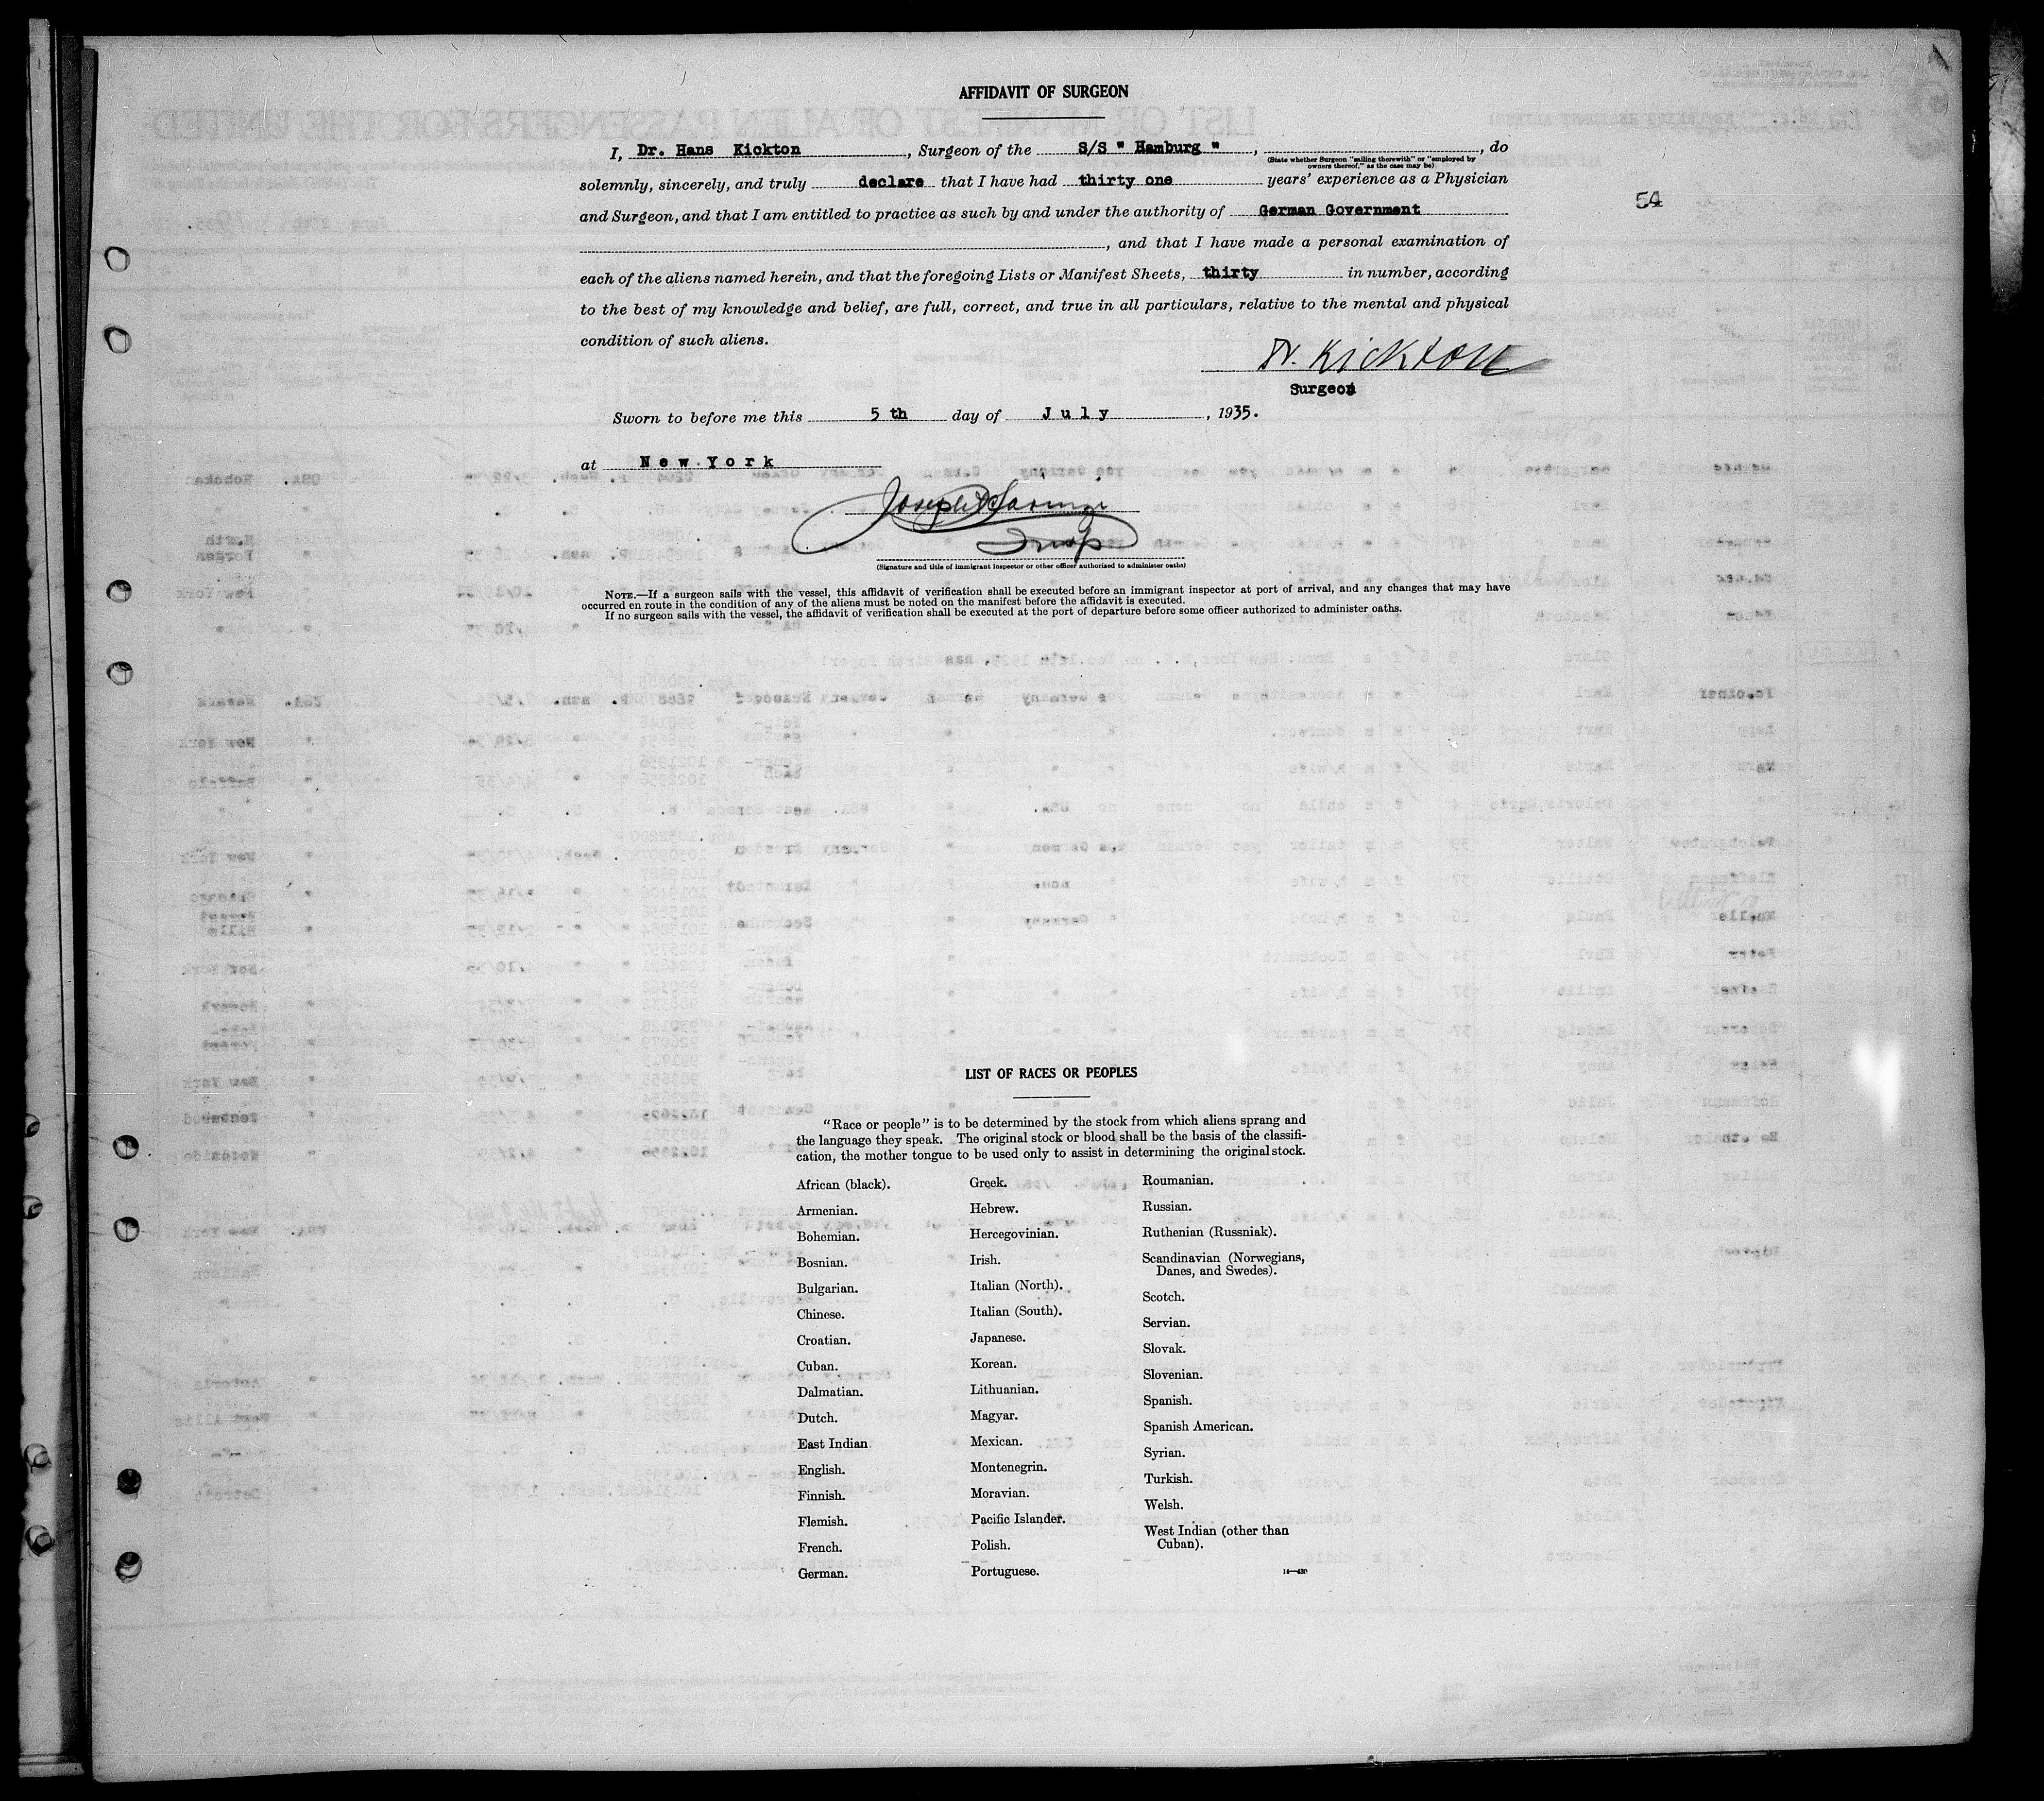 AFFIDAVIT OF SURGEON
I, Dr. Hans Kickton, Surgeon of the S/S " Hamburg ", , do
(State whether Surgeon "sailing therewith" or "employed by
owners thereof," as the case may be)
solemnly, sincerely, and truly declare that I have had thirty one years' experience as a Physician
54
and Surgeon, and that I am entitled to practice as such by and under the authority of German Government
, and that I have made a personal examination of
each of the aliens named herein, and that the foregoing Lists or Manifest Sheets, thirty in number, according
to the best of my knowledge and belief, are full, correct, and true in all particulars, relative to the mental and physical
condition of such aliens.
Dr. Kickton
Surgeon
Sworn to before me this 5 th day of July, 1935.
at New York
Joseph
Insp
(Signature and title of immigrant inspector or other officer authorized to administer oaths)
NOTE.—If a surgeon sails with the vessel, this affidavit of verification shall be executed before an immigrant inspector at port of arrival, and any changes that may have
occurred en route in the condition of any of the aliens must be noted on the manifest before the affidavit is executed.
If no surgeon sails with the vessel, the affidavit of verification shall be executed at the port of departure before some officer authorized to administer oaths.
LIST OF RACES OR PEOPLES
"Race or people" is to be determined by the stock from which aliens sprang and
the language they speak. The original stock or blood shall be the basis of the classifi-
cation, the mother tongue to be used only to assist in determining the original stock.
African (black).
Armenian.
Bohemian.
Bosnian.
Bulgarian.
Chinese.
Croatian.
Cuban.
Dalmatian.
Dutch.
East Indian
English.
Finnish.
Flemish.
French.
German.
Greek.
Hebrew.
Hercegovinian.
Irish.
Italian (North).
Italian (South).
Japanese.
Korean.
Lithuanian.
Magyar.
Mexican.
Montenegrin.
Moravian.
Pacific Islander.
Polish.
Portuguese.
Roumanian.
Russian.
Ruthenian (Russniak).
Scandinavian (Norwegians,
Danes, and Swedes).
Scotch.
Servian.
Slovak.
Slovenian.
Spanish.
Spanish American.
Syrian.
Turkish.
Welsh.
West Indian (other than
Cuban).